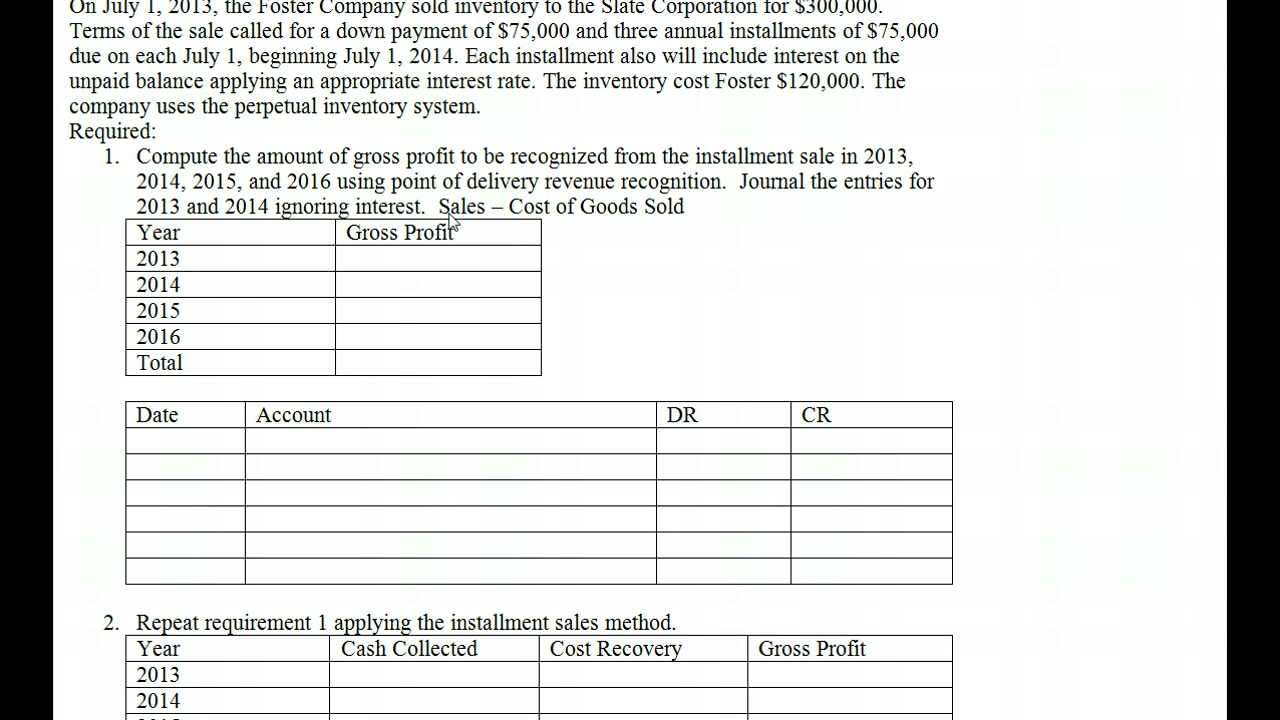 On July 1, 2013, the Foster Company sold inventory to the Slate Corporation for $300,000.
Terms of the sale called for a down payment of $75,000 and three annual installments of $75,000
due on each July 1, beginning July 1, 2014. Each installment also will include interest on the
unpaid balance applying an appropriate interest rate. The inventory cost Foster $120,000. The
company uses the perpetual inventory system.
Required:
1. Compute the amount of gross profit to be recognized from the installment sale in 2013,
2014, 2015, and 2016 using point of delivery revenue recognition. Journal the entries for
2013 and 2014 ignoring interest. Sales – Cost of Goods Sold
Year Gross Profit
2013
2014
2015
2016
Total
Date Account DR CR
2. Repeat requirement 1 applying the installment sales method.
Year Cash Collected Cost Recovery Gross Profit
2013
2014